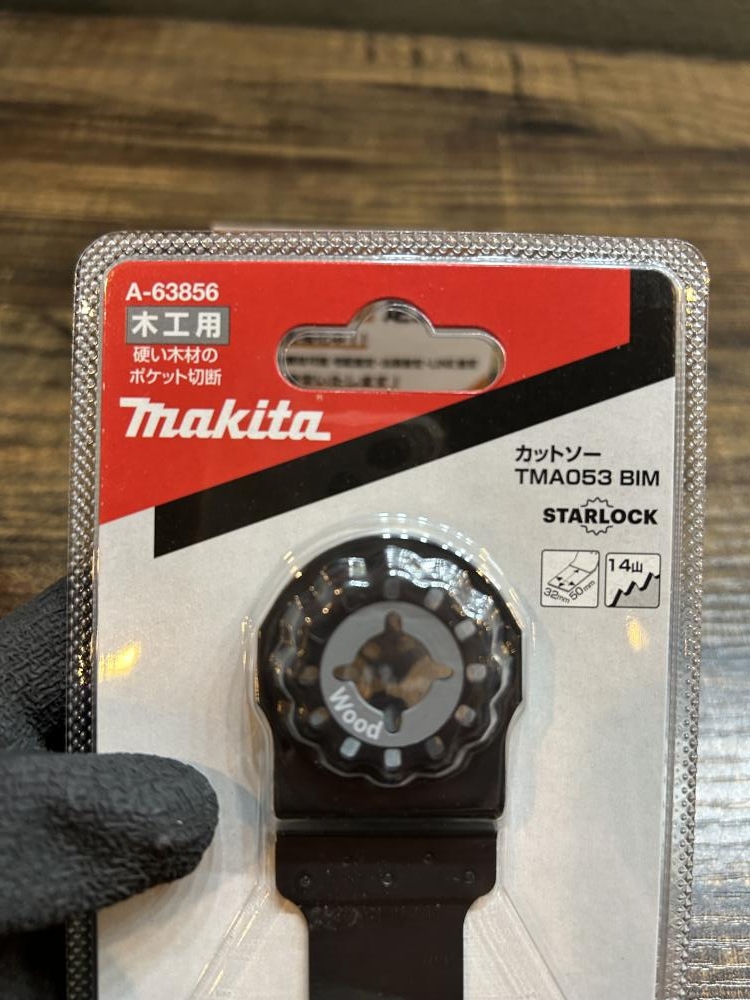 A-63856
木工用
硬い木材の
ポケット切断
makita
カットソー
TMA053 BIM
STARLOCK
32mm 50mm
14山
Wood